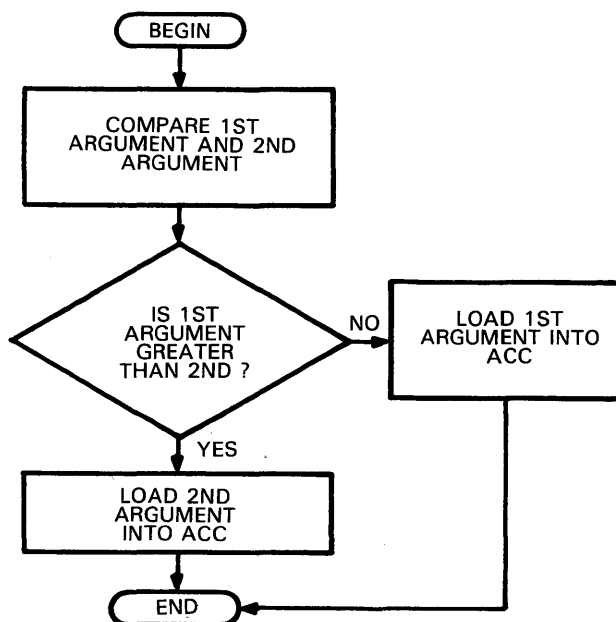 BEGIN
COMPARE 1ST
ARGUMENT AND 2ND
ARGUMENT
IS 1ST
ARGUMENT
GREATER
THAN 2ND ?
NO
LOAD 1ST
ARGUMENT INTO
ACC
YES
LOAD 2ND
ARGUMENT
INTO ACC
END